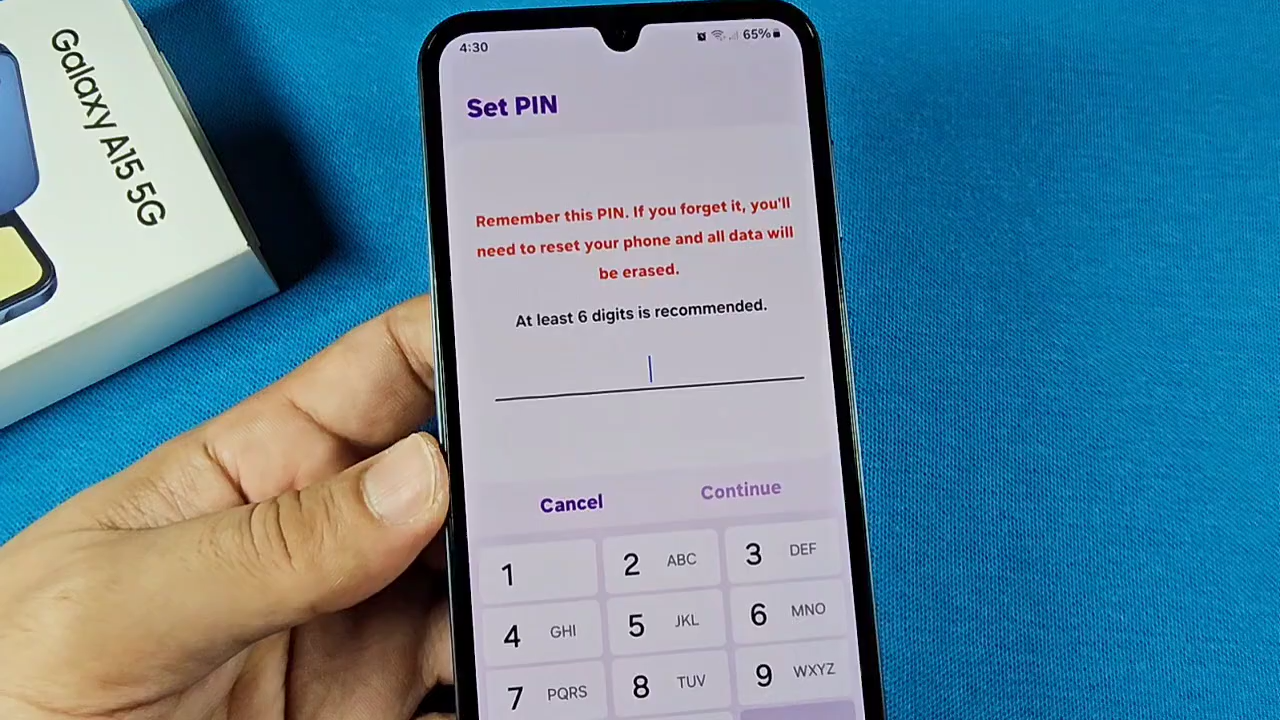 Galaxy A15 5G
4:30
65%
Set PIN
Remember this PIN. If you forget it, you'll
need to reset your phone and all data will
be erased.
At least 6 digits is recommended.
Cancel Continue
1 2 ABC 3 DEF
4 GHI 5 JKL 6 MNO
7 PQRS 8 TUV 9 WXYZ